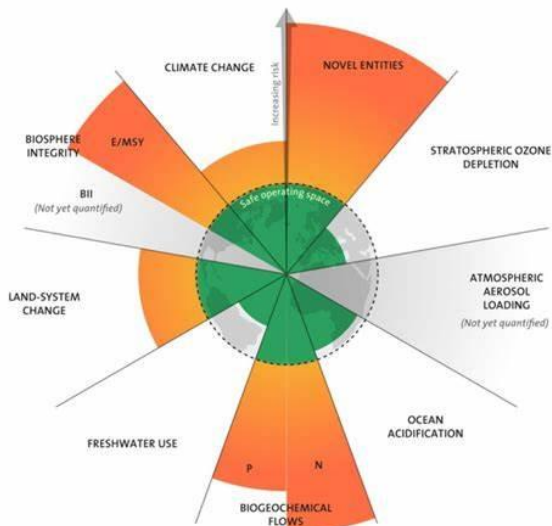 CLIMATE CHANGE
Increasing risk
NOVEL ENTITIES
BIOSPHERE
INTEGRITY
E/MSY
STRATOSPHERIC OZONE
DEPLETION
BII
(Not yet quantified)
Safe operating space
ATMOSPHERIC
AEROSOL
LOADING
(Not yet quantified)
LAND-SYSTEM
CHANGE
OCEAN
ACIDIFICATION
FRESHWATER USE
P
N
BIOGEOCHEMICAL
FLOWS